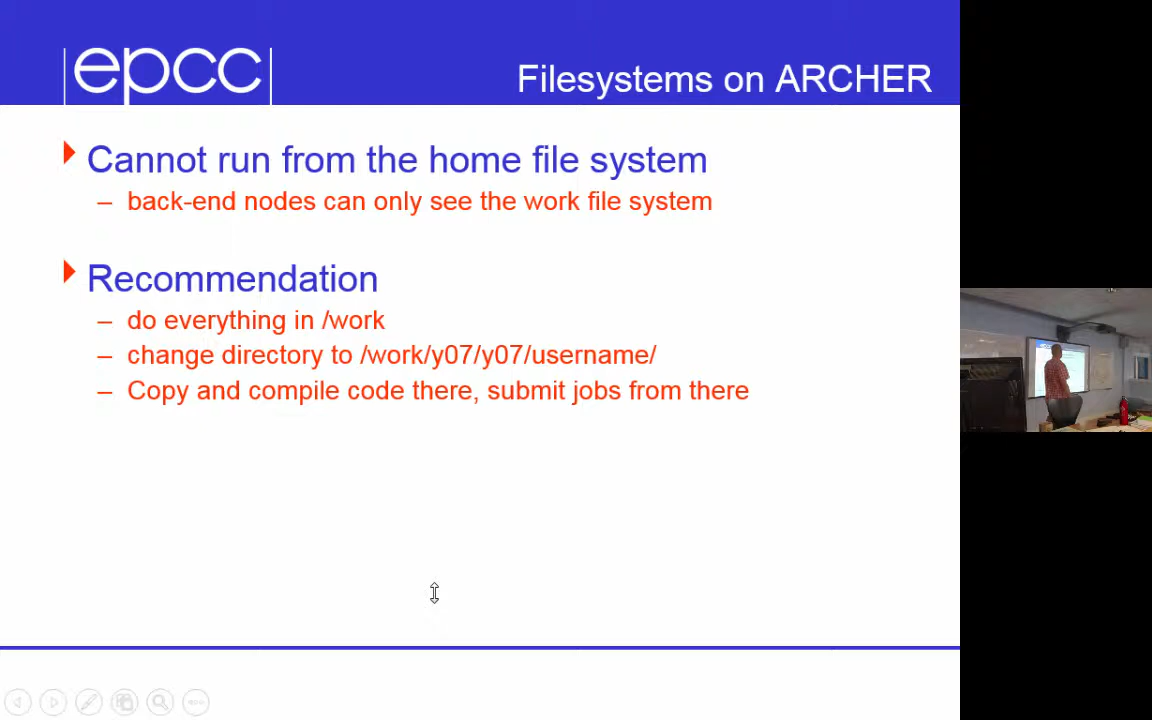 epcc
Filesystems on ARCHER
Cannot run from the home file system
– back-end nodes can only see the work file system
Recommendation
– do everything in /work
– change directory to /work/y07/y07/username/
– Copy and compile code there, submit jobs from there